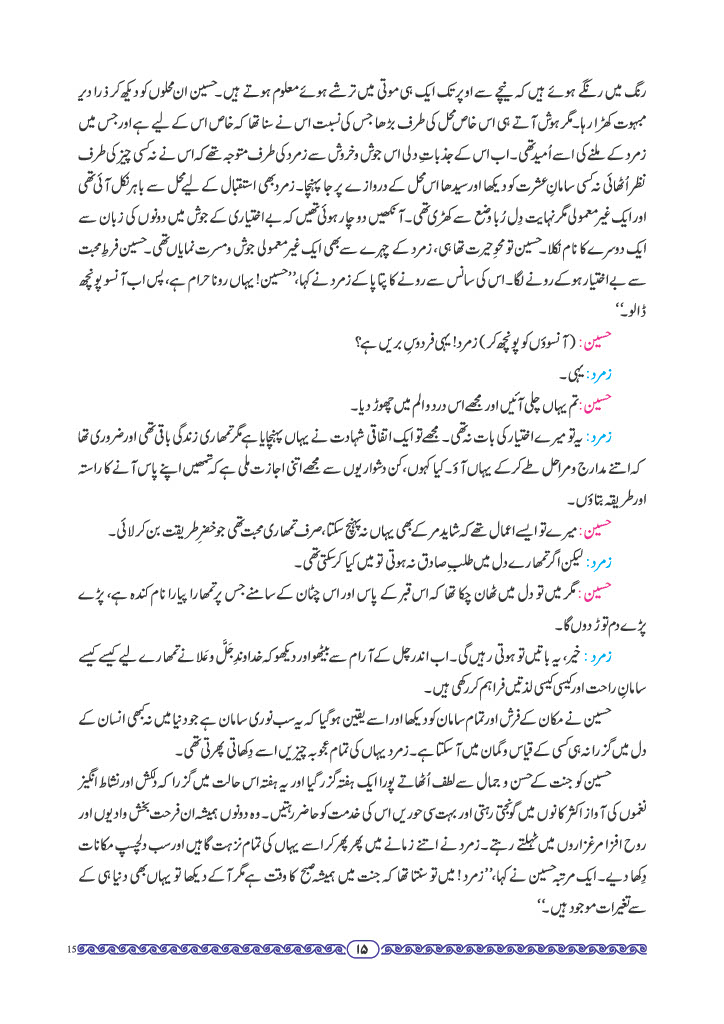 رنگ میں رنگے ہوئے ہیں کہ نیچے سے اوپر تک ایک ہی موتی میں ترشے ہوئے معلوم ہوتے ہیں۔ حسین ان محلوں کو دیکھ کر ذرا دیر
مبہوت کھڑا رہا۔ مگر ہوش آتے ہی اس خاص محل کی طرف بڑھا جس کی نسبت اس نے سنا تھا کہ خاص اس کے لیے ہے اور جس میں
زمرد کے ملنے کی اسے اُمید تھی۔ اب اس کے جذباتِ دلی اس جوش و خروش سے زمرد کی طرف متوجہ تھے کہ اس نے نہ کسی چیز کی طرف
نظر اُٹھائی نہ کسی سامانِ عشرت کو دیکھا اور سیدھا اس محل کے دروازے پر جا پہنچا۔ زمرد بھی استقبال کے لیے محل سے باہر نکل آئی تھی
اور ایک غیر معمولی مگر نہایت دِل رُبا وضع سے کھڑی تھی۔ آنکھیں دو چار ہوئی تھیں کہ بے اختیاری کے جوش میں دونوں کی زبان سے
ایک دوسرے کا نام نکلا۔ حسین تو محوِ حیرت تھا ہی، زمرد کے چہرے سے بھی ایک غیر معمولی جوش و مسرت نمایاں تھی۔ حسین فرطِ محبت
سے بے اختیار ہو کے رونے لگا۔ اس کی سانس سے رونے کا پتا پا کے زمرد نے کہا، ’’حسین! یہاں رونا حرام ہے، پس اب آنسو پونچھ
ڈالو۔‘‘
حسین : (آنسوؤں کو پونچھ کر) زمرد! یہی فردوسِ بریں ہے؟
زمرد : یہی۔
حسین : تم یہاں چلی آئیں اور مجھے اس درد و الم میں چھوڑ دیا۔
زمرد : یہ تو میرے اختیار کی بات نہ تھی۔ مجھے تو ایک اتفاقی شہادت نے یہاں پہنچایا ہے مگر تمھاری زندگی باقی تھی اور ضروری تھا
کہ اتنے مدارج و مراحل طے کر کے یہاں آؤ۔ کیا کہوں، کن دشواریوں سے مجھے اتنی اجازت ملی ہے کہ تمھیں اپنے پاس آنے کا راستہ
اور طریقہ بتاؤں۔
حسین : میرے تو ایسے اعمال تھے کہ شاید مر کے بھی یہاں نہ پہنچ سکتا، صرف تمھاری محبت تھی جو خضرِ طریقت بن کر لائی۔
زمرد : لیکن اگر تمھارے دل میں طلبِ صادق نہ ہوتی تو میں کیا کر سکتی تھی۔
حسین : مگر میں تو دل میں ٹھان چکا تھا کہ اس قبر کے پاس اور اس چٹان کے سامنے جس پر تمھارا پیارا نام کندہ ہے، پڑے
پڑے دم توڑ دوں گا۔
زمرد : خیر، یہ باتیں تو ہوتی رہیں گی۔ اب اندر چل کے آرام سے بیٹھو اور دیکھو کہ خداوندِ جَلَّ وعَلا نے تمھارے لیے کیسے کیسے
سامانِ راحت اور کیسی کیسی لذتیں فراہم کر رکھی ہیں۔
حسین نے مکان کے فرش اور تمام سامان کو دیکھا اور اسے یقین ہو گیا کہ یہ سب نوری سامان ہے جو دنیا میں نہ کبھی انسان کے
دل میں گزرا نہ ہی کسی کے قیاس و گمان میں آ سکتا ہے۔ زمرد یہاں کی تمام عجوبہ چیزیں اسے دِکھاتی پھرتی تھی۔
حسین کو جنت کے حسن و جمال سے لطف اُٹھاتے پورا ایک ہفتہ گزر گیا اور یہ ہفتہ اس حالت میں گزرا کہ دِلکش اور نشاط انگیز
نغموں کی آواز اکثر کانوں میں گونجتی رہتی اور بہت سی حوریں اس کی خدمت کو حاضر رہتیں۔ وہ دونوں ہمیشہ ان فرحت بخش وادیوں اور
روح افزا مرغزاروں میں ٹہلتے رہتے۔ زمرد نے اتنے زمانے میں پھر پھر کر اسے یہاں کی تمام نزہت گاہیں اور سب دلچسپ مکانات
دِکھا دیے۔ ایک مرتبہ حسین نے کہا، ’’زمرد! میں تو سنتا تھا کہ جنت میں ہمیشہ صبح کا وقت ہے مگر آ کے دیکھا تو یہاں بھی دنیا ہی کے
سے تغیرات موجود ہیں۔‘‘
۱۵
15